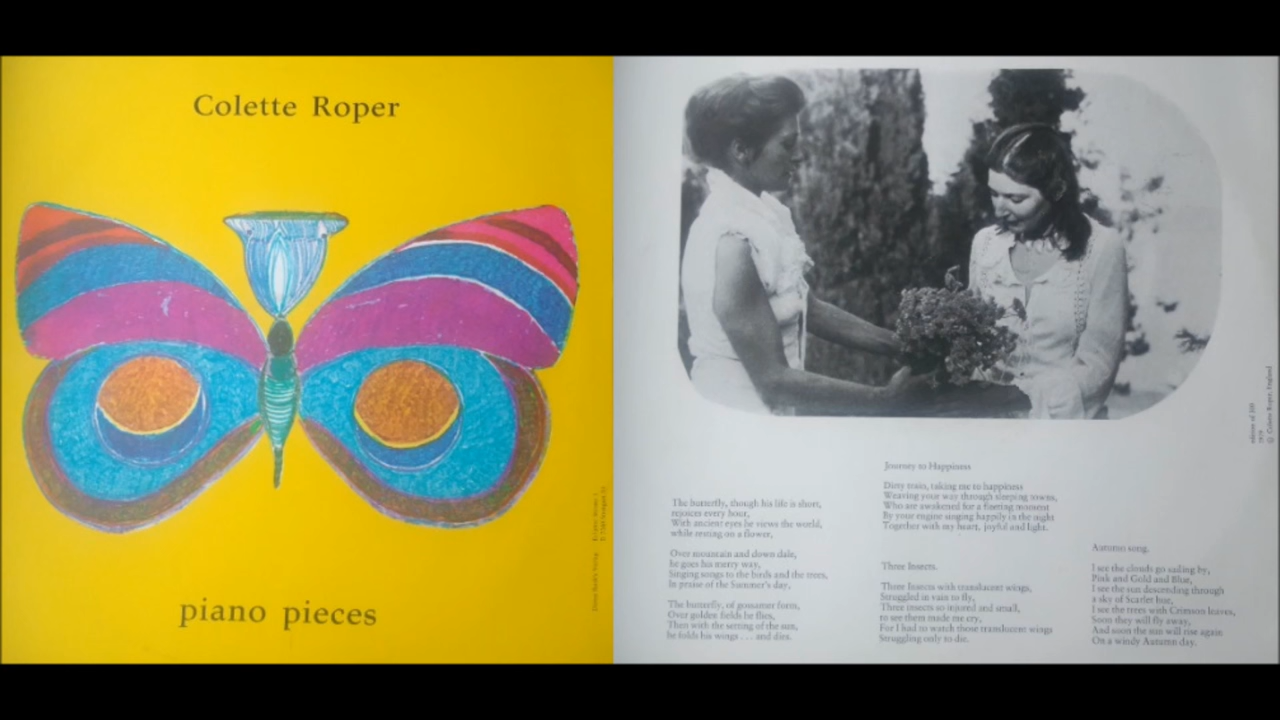 Colette Roper
piano pieces
edition of 200
1979
© Colette Roper, England
The butterfly, though his life is short,
rejoices every hour,
With ancient eyes he views the world,
while resting on a flower,
Over mountain and down dale,
he goes his merry way,
Singing songs to the birds and the trees,
In praise of the Summer's day.
The butterfly, of gossamer form,
Over golden fields he flies,
Then with the setting of the sun,
he folds his wings . . . and dies.
Journey to Happiness
Dirty train, taking me to happiness
Wearing your way through sleeping towns,
Who are awakened for a fleeting moment
By your engine singing happily in the night
Together with my heart, joyful and light.
Three Insects.
Three Insects with translucent wings,
Struggled in vain to fly,
Three insects so injured and small,
to see them made me cry,
For I had to watch those translucent wings
Struggling only to die.
Autumn song.
I see the clouds go sailing by,
Pink and Gold and Blue,
I see the sun descending through
a sky of Scarlet hue,
I see the trees with Crimson leaves,
Soon they will fly away,
And soon the sun will rise again
On a windy Autumn day.